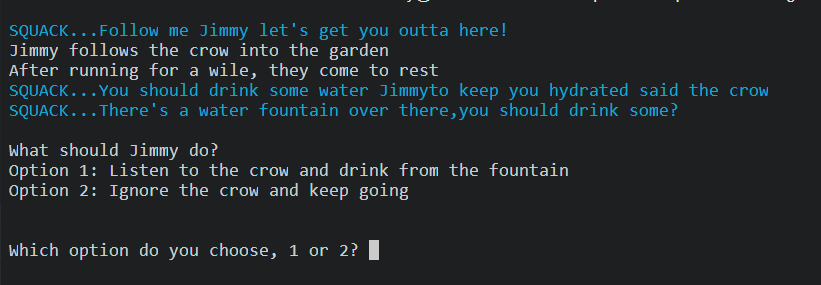 SQUACK...Follow me Jimmy let's get you outta here!
Jimmy follows the crow into the garden
After running for a wile, they come to rest
SQUACK...You should drink some water Jimmyto keep you hydrated said the crow
SQUACK...There's a water fountain over there,you should drink some?
What should Jimmy do?
Option 1: Listen to the crow and drink from the fountain
Option 2: Ignore the crow and keep going
Which option do you choose, 1 or 2?